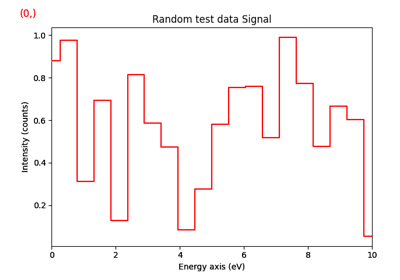 (0,)
Random test data Signal
Intensity (counts)
1.0
0.8
0.6
0.4
0.2
0 2 4 6 8 10
Energy axis (eV)